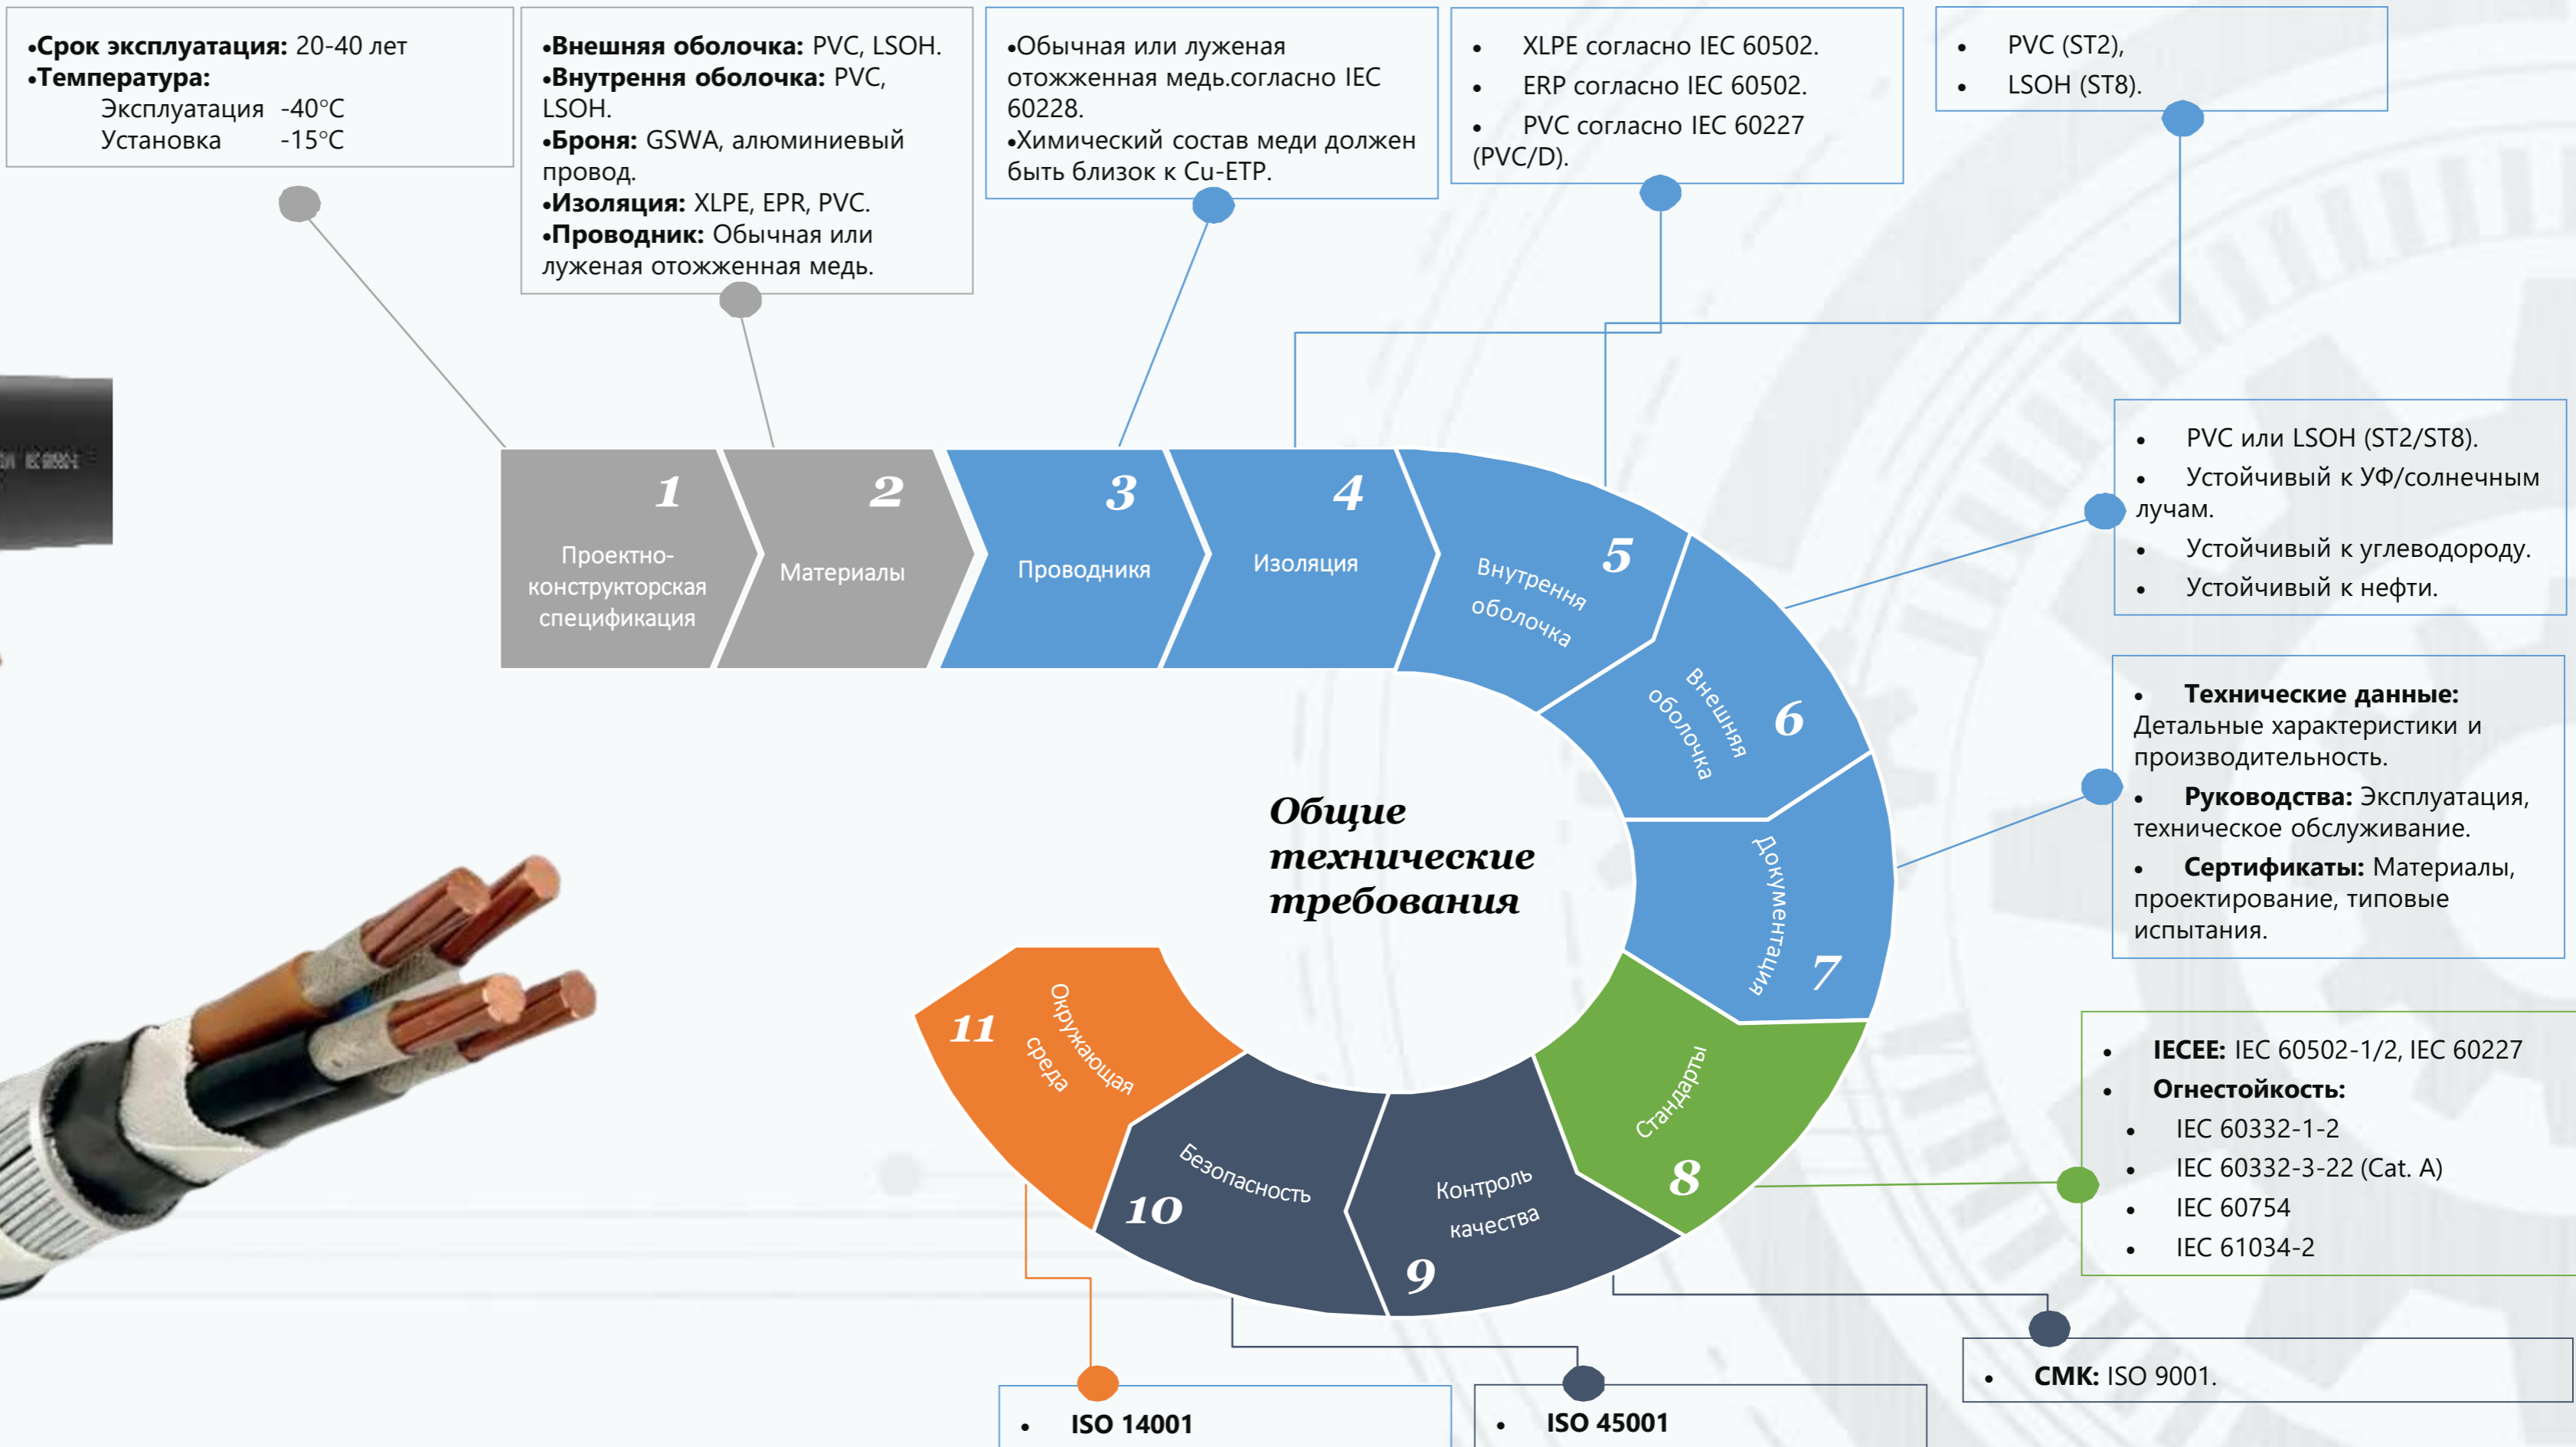 •Срок эксплуатация: 20-40 лет
•Температура:
Эксплуатация -40°C
Установка -15°C
•Внешняя оболочка: PVC, LSOH.
•Внутрення оболочка: PVC,
LSOH.
•Броня: GSWA, алюминиевый
провод.
•Изоляция: XLPE, EPR, PVC.
•Проводник: Обычная или
луженая отожженная медь.
•Обычная или луженая
отожженная медь.согласно IEC
60228.
•Химический состав меди должен
быть близок к Cu-ETP.
• XLPE согласно IEC 60502.
• ERP согласно IEC 60502.
• PVC согласно IEC 60227
(PVC/D).
• PVC (ST2),
• LSOH (ST8).
1
Проектно-
конструкторская
спецификация
2
Материалы
3
Проводникя
4
Изоляция
5
Внутрення
оболочка
6
Внешняя
оболочка
• PVC или LSOH (ST2/ST8).
• Устойчивый к УФ/солнечным
лучам.
• Устойчивый к углеводороду.
• Устойчивый к нефти.
7
Документация
• Технические данные:
Детальные характеристики и
производительность.
• Руководства: Эксплуатация,
техническое обслуживание.
• Сертификаты: Материалы,
проектирование, типовые
испытания.
Общие
технические
требования
8
Стандарты
• IECEE: IEC 60502-1/2, IEC 60227
• Огнестойкость:
• IEC 60332-1-2
• IEC 60332-3-22 (Cat. A)
• IEC 60754
• IEC 61034-2
9
Контроль
качества
• СМК: ISO 9001.
10
Безопасность
• ISO 45001
11
Окружающая
среда
• ISO 14001